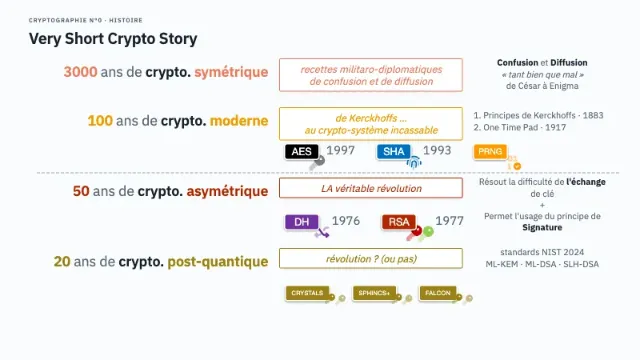 CRYPTOGRAPHIE N°0 · HISTOIRE
Very Short Crypto Story
3000 ans de crypto. symétrique
recettes militaro-diplomatiques
de confusion et de diffusion
Confusion et Diffusion
« tant bien que mal »
de César à Enigma
100 ans de crypto. moderne
de Kerckhoffs ...
au crypto-système incassable
1. Principes de Kerckhoffs · 1883
2. One Time Pad · 1917
AES 1997
SHA 1993
PRNG
50 ans de crypto. asymétrique
LA véritable révolution
Résout la difficulté de l'échange
de clé
+
Permet l'usage du principe de
Signature
DH 1976
RSA 1977
20 ans de crypto. post-quantique
révolution ? (ou pas)
standards NIST 2024
ML-KEM · ML-DSA · SLH-DSA
CRYSTALS
SPHINCS+
FALCON